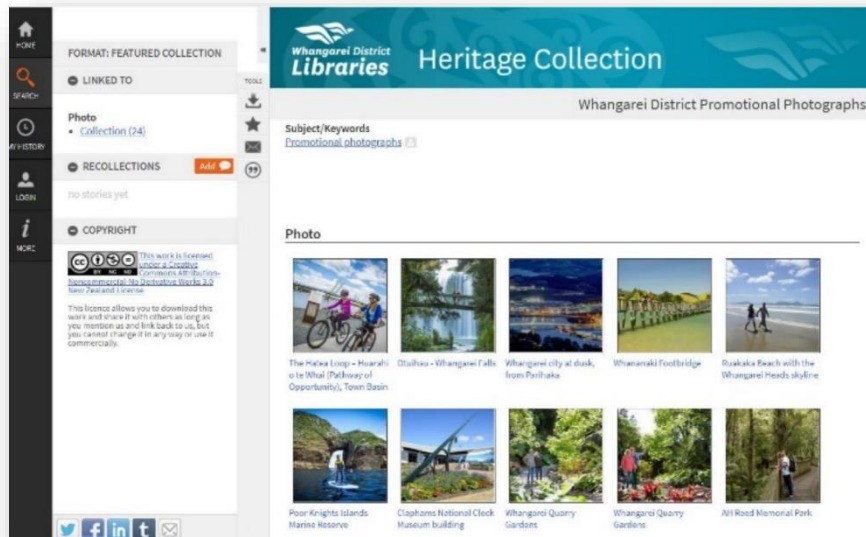 HOME
SEARCH
MY HISTORY
LOGIN
i
MORE
FORMAT: FEATURED COLLECTION
LINKED TO
Photo
• Collection (24)
RECOLLECTIONS
Add
no stories yet
COPYRIGHT
cc
BY NC ND
This work is licensed
under a Creative
Commons Attribution-
Noncommercial-No Derivative Works 3.0
New Zealand License
This licence allows you to download this
work and share it with others as long as
you mention us and link back to us, but
you cannot change it in any way or use it
commercially.
TOOLS
Whangarei District
Libraries
Heritage Collection
Whangarei District Promotional Photographs
Subject/Keywords
Promotional photographs
Photo
The Hatea Loop – Huarahi
o te Whai (Pathway of
Opportunity), Town Basin
Otuihau - Whangarei Falls
Whangarei city at dusk,
from Parihaka
Whananaki Footbridge
Ruakaka Beach with the
Whangarei Heads skyline
Poor Knights Islands
Marine Reserve
Claphams National Clock
Museum building
Whangarei Quarry
Gardens
Whangarei Quarry
Gardens
AH Reed Memorial Park